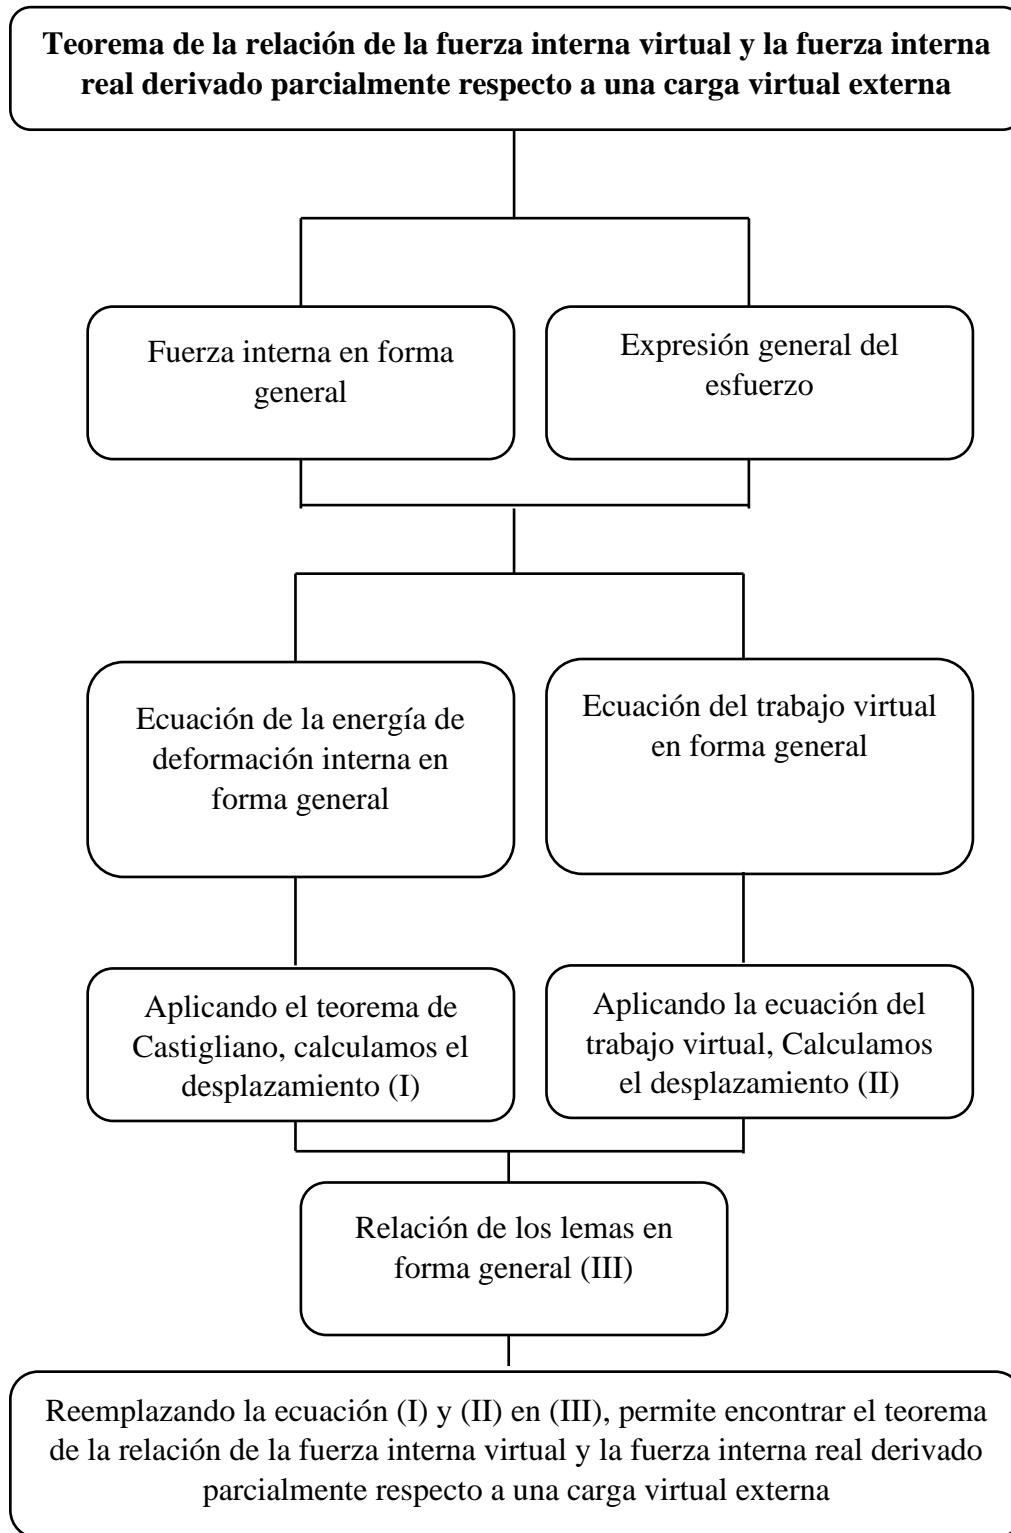 Teorema de la relación de la fuerza interna virtual y la fuerza interna
real derivado parcialmente respecto a una carga virtual externa
Fuerza interna en forma
general
Expresión general del
esfuerzo
Ecuación de la energía de
deformación interna en
forma general
Ecuación del trabajo virtual
en forma general
Aplicando el teorema de
Castigliano, calculamos el
desplazamiento (I)
Aplicando la ecuación del
trabajo virtual, Calculamos
el desplazamiento (II)
Relación de los lemas en
forma general (III)
Reemplazando la ecuación (I) y (II) en (III), permite encontrar el teorema
de la relación de la fuerza interna virtual y la fuerza interna real derivado
parcialmente respecto a una carga virtual externa